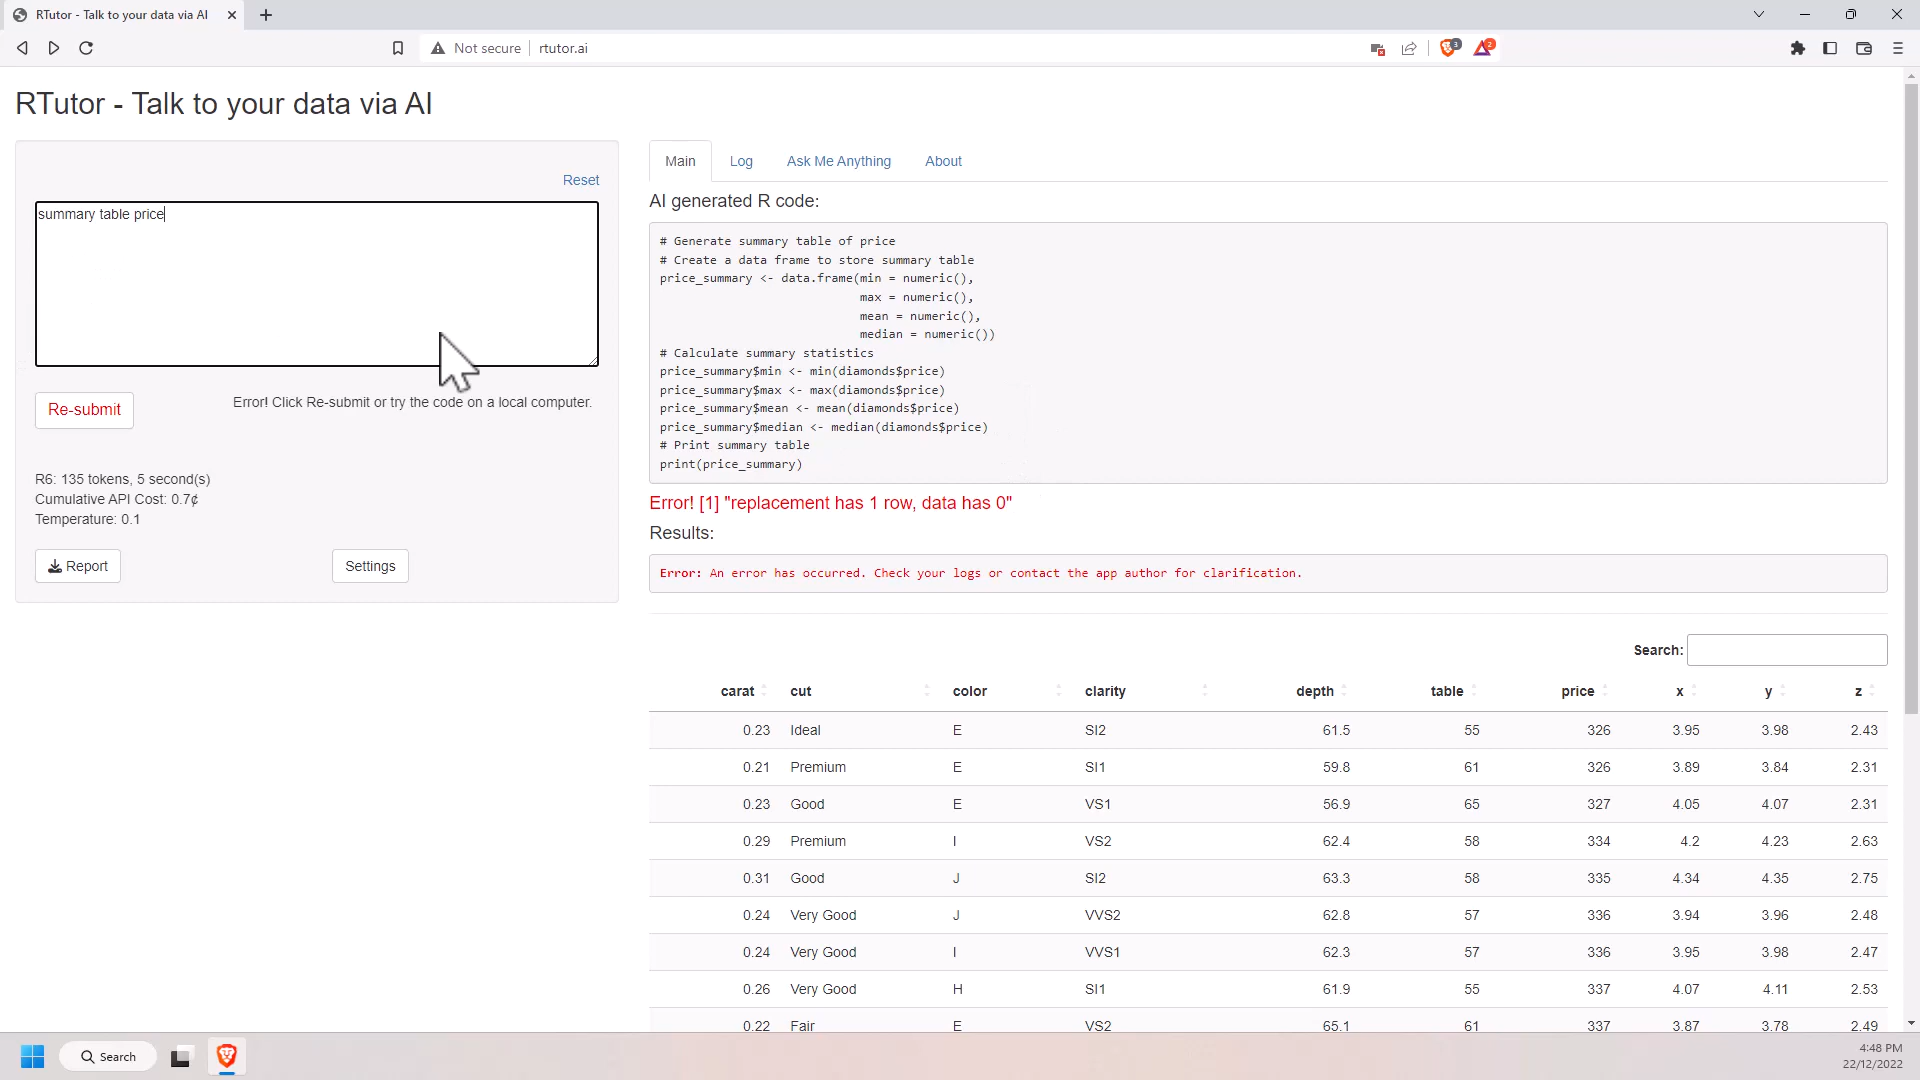 RTutor - Talk to your data via AI
Not secure
rtutor.ai
3
2
RTutor - Talk to your data via AI
Reset
summary table price
Re-submit
Error! Click Re-submit or try the code on a local computer.
R6: 135 tokens, 5 second(s)
Cumulative API Cost: 0.7¢
Temperature: 0.1
Report
Settings
Main
Log
Ask Me Anything
About
AI generated R code:
# Generate summary table of price
# Create a data frame to store summary table
price_summary <- data.frame(min = numeric(),
max = numeric(),
mean = numeric(),
median = numeric())
# Calculate summary statistics
price_summary$min <- min(diamonds$price)
price_summary$max <- max(diamonds$price)
price_summary$mean <- mean(diamonds$price)
price_summary$median <- median(diamonds$price)
# Print summary table
print(price_summary)
Error! [1] "replacement has 1 row, data has 0"
Results:
Error: An error has occurred. Check your logs or contact the app author for clarification.
Search:
carat cut color clarity depth table price x y z
0.23 Ideal E SI2 61.5 55 326 3.95 3.98 2.43
0.21 Premium E SI1 59.8 61 326 3.89 3.84 2.31
0.23 Good E VS1 56.9 65 327 4.05 4.07 2.31
0.29 Premium I VS2 62.4 58 334 4.2 4.23 2.63
0.31 Good J SI2 63.3 58 335 4.34 4.35 2.75
0.24 Very Good J VVS2 62.8 57 336 3.94 3.96 2.48
0.24 Very Good I VVS1 62.3 57 336 3.95 3.98 2.47
0.26 Very Good H SI1 61.9 55 337 4.07 4.11 2.53
0.22 Fair E VS2 65.1 61 337 3.87 3.78 2.49
Search
4:48 PM
22/12/2022